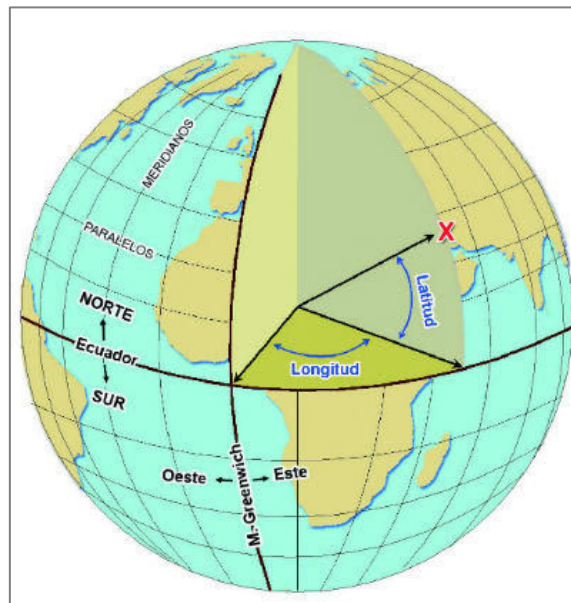 MERIDIANOS
PARALELOS
X
Latitud
NORTE
Ecuador
SUR
Longitud
Oeste
Este
M.-Greenwich